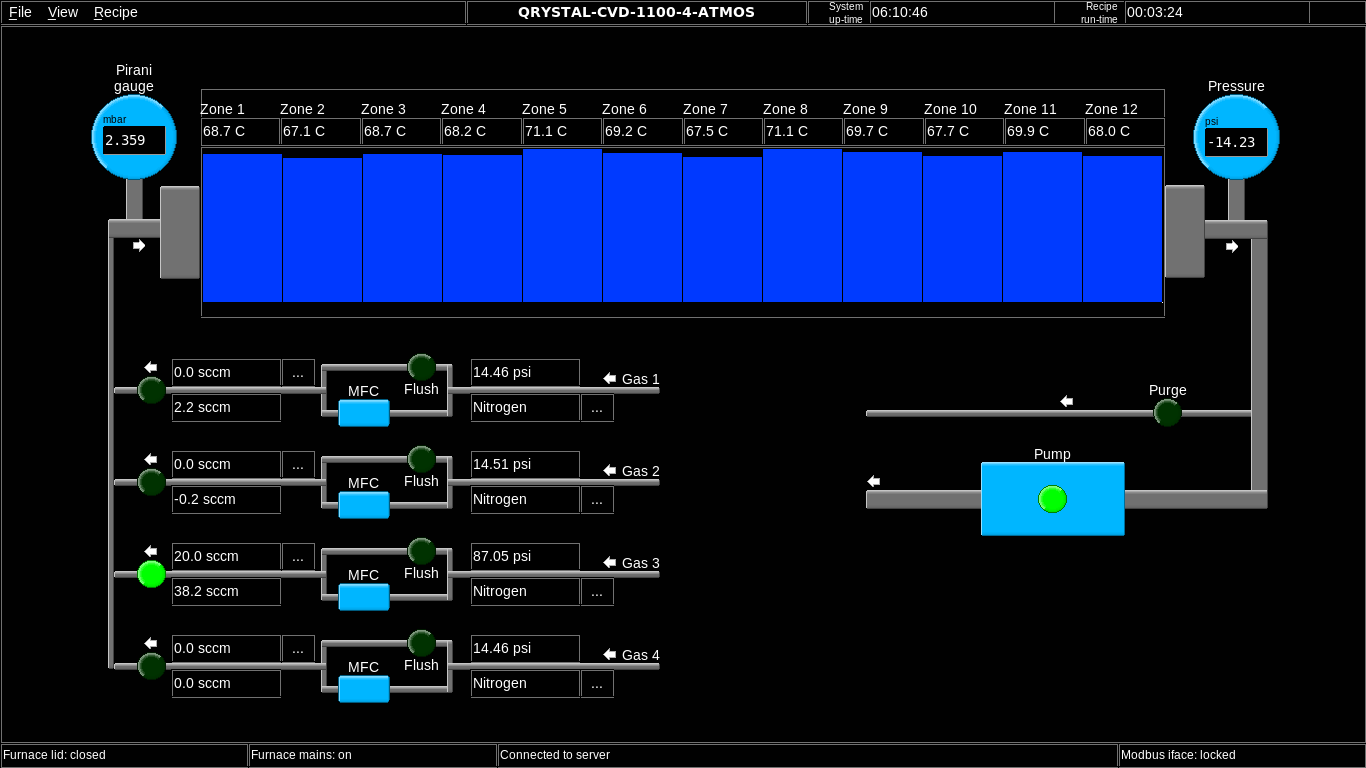 File View Recipe QRYSTAL-CVD-1100-4-ATMOS System up-time 06:10:46 Recipe run-time 00:03:24
Pirani gauge
mbar
2.359
Zone 1 Zone 2 Zone 3 Zone 4 Zone 5 Zone 6 Zone 7 Zone 8 Zone 9 Zone 10 Zone 11 Zone 12
68.7 C 67.1 C 68.7 C 68.2 C 71.1 C 69.2 C 67.5 C 71.1 C 69.7 C 67.7 C 69.9 C 68.0 C
Pressure
psi
-14.23
0.0 sccm ... MFC Flush 14.46 psi Gas 1
2.2 sccm Nitrogen ...
0.0 sccm ... MFC Flush 14.51 psi Gas 2
-0.2 sccm Nitrogen ...
20.0 sccm ... MFC Flush 87.05 psi Gas 3
38.2 sccm Nitrogen ...
0.0 sccm ... MFC Flush 14.46 psi Gas 4
0.0 sccm Nitrogen ...
Purge
Pump
Furnace lid: closed Furnace mains: on Connected to server Modbus iface: locked